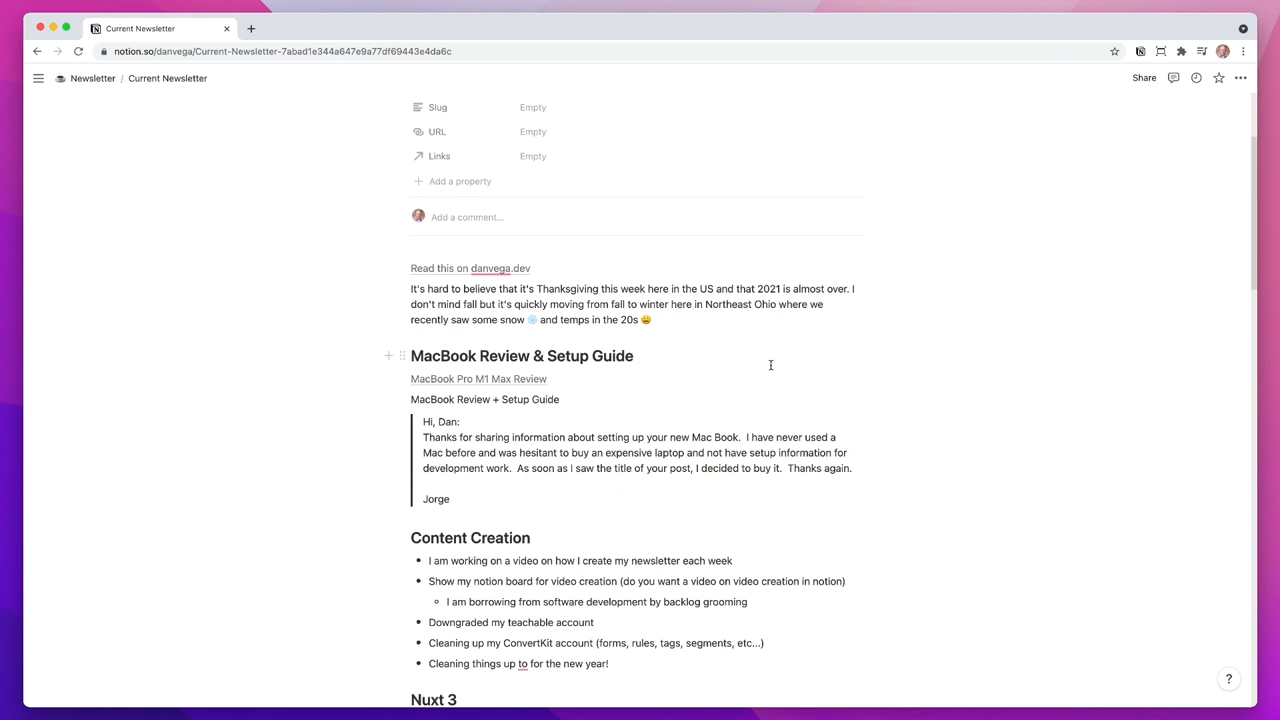 Current Newsletter
notion.so/danvega/Current-Newsletter-7abad1e344a647e9a77df69443e4da6c
Newsletter / Current Newsletter
Share
Slug Empty
URL Empty
Links Empty
Add a property
Add a comment...
Read this on danvega.dev
It's hard to believe that it's Thanksgiving this week here in the US and that 2021 is almost over. I
don't mind fall but it's quickly moving from fall to winter here in Northeast Ohio where we
recently saw some snow ❄️ and temps in the 20s 😩
MacBook Review & Setup Guide
MacBook Pro M1 Max Review
MacBook Review + Setup Guide
Hi, Dan:
Thanks for sharing information about setting up your new Mac Book.  I have never used a
Mac before and was hesitant to buy an expensive laptop and not have setup information for
development work.  As soon as I saw the title of your post, I decided to buy it.  Thanks again.
Jorge
Content Creation
I am working on a video on how I create my newsletter each week
Show my notion board for video creation (do you want a video on video creation in notion)
I am borrowing from software development by backlog grooming
Downgraded my teachable account
Cleaning up my ConvertKit account (forms, rules, tags, segments, etc...)
Cleaning things up to for the new year!
Nuxt 3
?